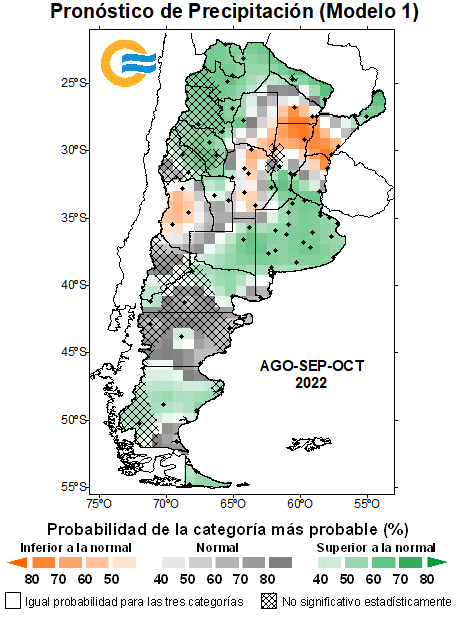 Pronóstico de Precipitación (Modelo 1)
25°S
30°S
35°S
40°S
45°S
50°S
55°S
AGO-SEP-OCT
2022
75°O 70°O 65°O 60°O 55°O
Probabilidad de la categoría más probable (%)
Inferior a la normal Normal Superior a la normal
80 70 60 50 40 50 60 70 80 40 50 60 70 80
Igual probabilidad para las tres categorías No significativo estadísticamente